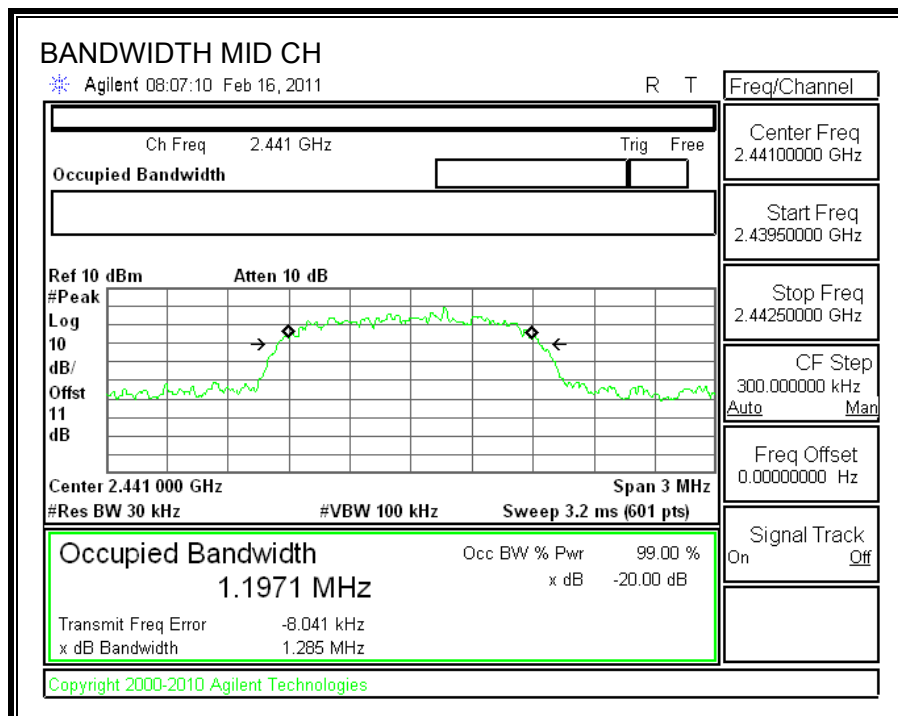 BANDWIDTH MID CH
Agilent 08:07:10 Feb 16, 2011 R T
Freq/Channel
Ch Freq 2.441 GHz Trig Free
Occupied Bandwidth
Center Freq
2.44100000 GHz
Start Freq
2.43950000 GHz
Stop Freq
2.44250000 GHz
CF Step
300.000000 kHz
Auto Man
Freq Offset
0.00000000 Hz
Signal Track
On Off
Ref 10 dBm Atten 10 dB
#Peak
Log
10
dB/
Offst
11
dB
Center 2.441 000 GHz Span 3 MHz
#Res BW 30 kHz #VBW 100 kHz Sweep 3.2 ms (601 pts)
Occupied Bandwidth Occ BW % Pwr 99.00 %
1.1971 MHz x dB -20.00 dB
Transmit Freq Error -8.041 kHz
x dB Bandwidth 1.285 MHz
Copyright 2000-2010 Agilent Technologies